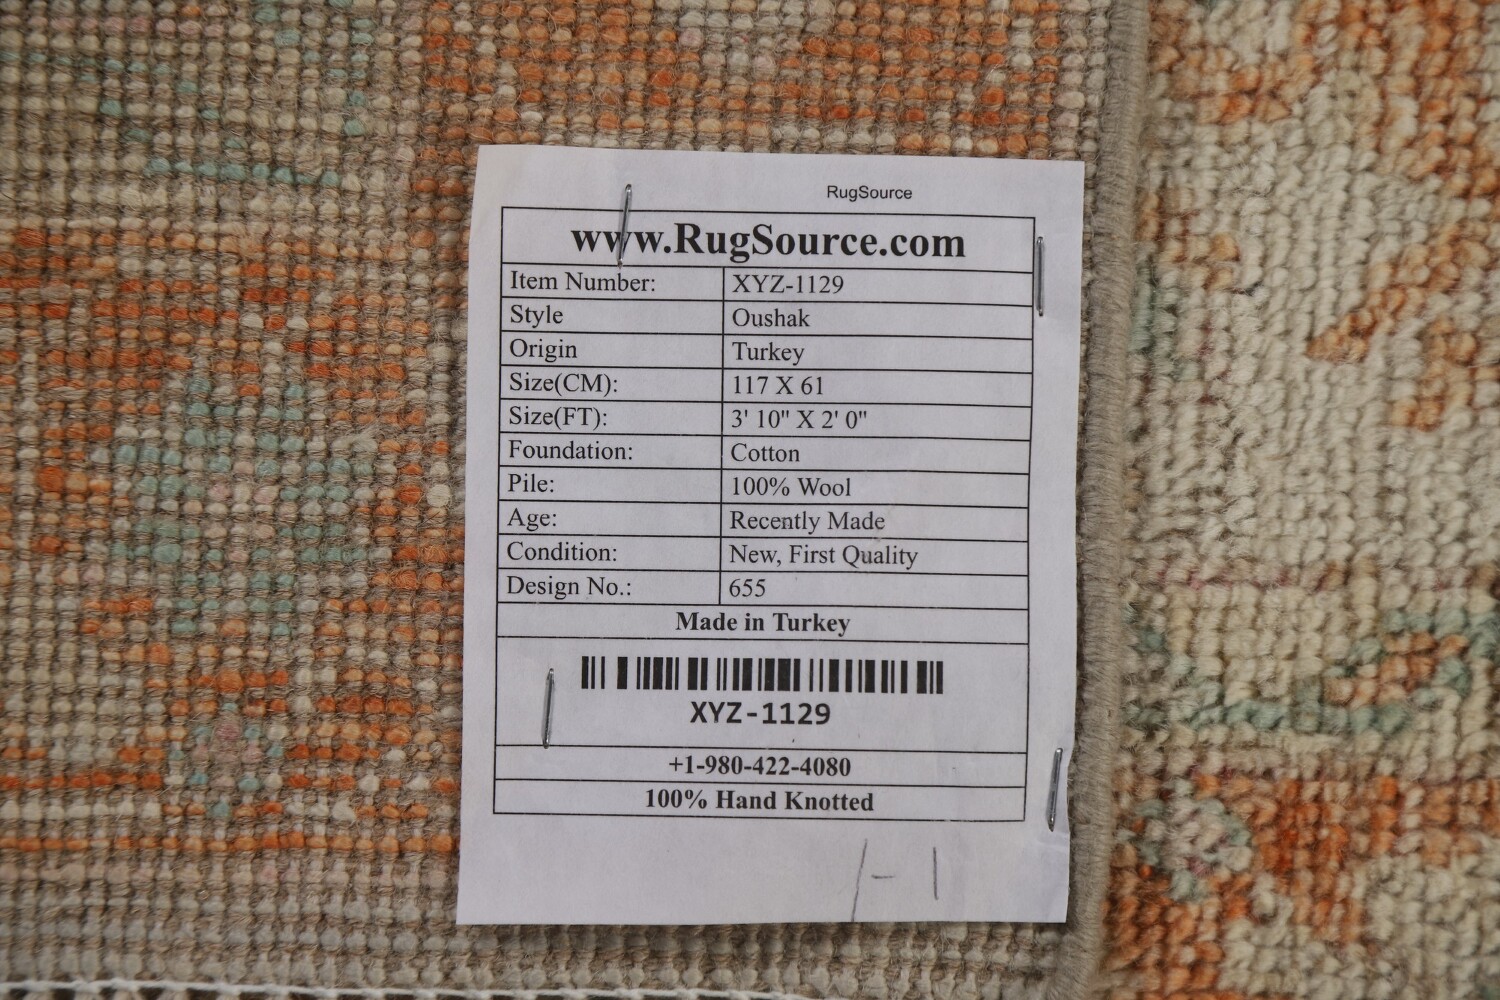 RugSource
www.RugSource.com
Item Number: XYZ-1129
Style Oushak
Origin Turkey
Size(CM): 117 X 61
Size(FT): 3' 10" X 2' 0"
Foundation: Cotton
Pile: 100% Wool
Age: Recently Made
Condition: New, First Quality
Design No.: 655
Made in Turkey
XYZ-1129
+1-980-422-4080
100% Hand Knotted
1-1